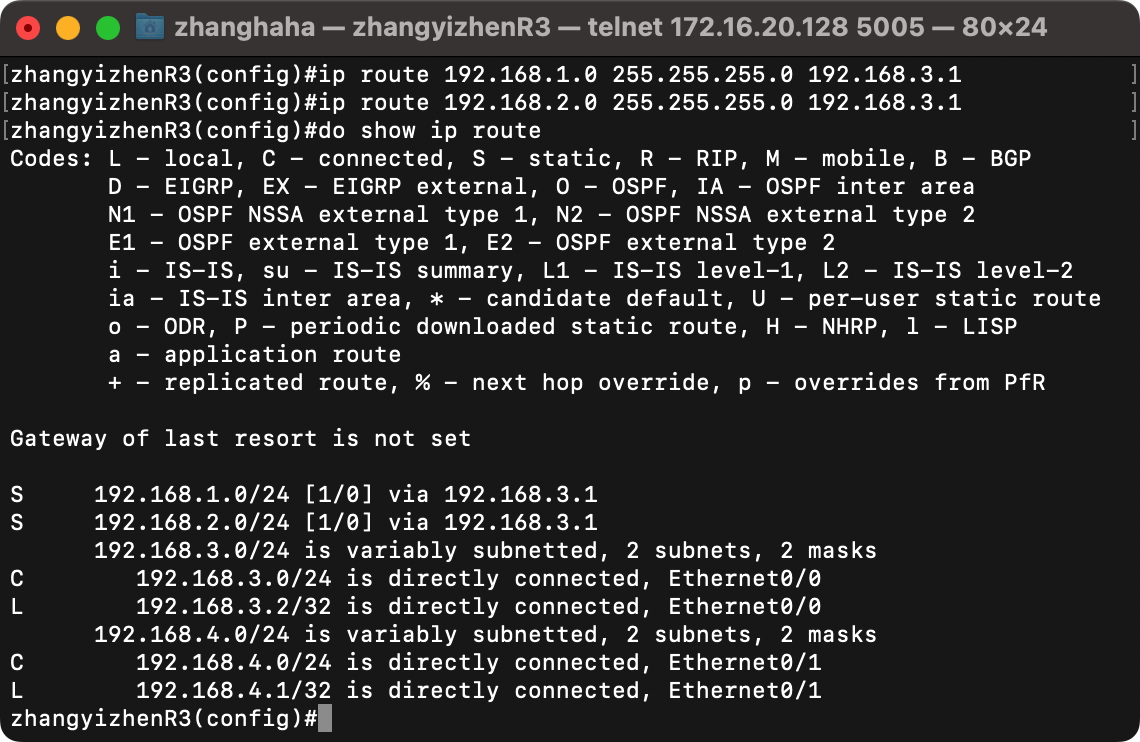 zhanghaha — zhangyizhenR3 — telnet 172.16.20.128 5005 — 80×24
[zhangyizhenR3(config)#ip route 192.168.1.0 255.255.255.0 192.168.3.1 ]
[zhangyizhenR3(config)#ip route 192.168.2.0 255.255.255.0 192.168.3.1 ]
[zhangyizhenR3(config)#do show ip route ]
Codes: L - local, C - connected, S - static, R - RIP, M - mobile, B - BGP
       D - EIGRP, EX - EIGRP external, O - OSPF, IA - OSPF inter area
       N1 - OSPF NSSA external type 1, N2 - OSPF NSSA external type 2
       E1 - OSPF external type 1, E2 - OSPF external type 2
       i - IS-IS, su - IS-IS summary, L1 - IS-IS level-1, L2 - IS-IS level-2
       ia - IS-IS inter area, * - candidate default, U - per-user static route
       o - ODR, P - periodic downloaded static route, H - NHRP, l - LISP
       a - application route
       + - replicated route, % - next hop override, p - overrides from PfR
Gateway of last resort is not set
S     192.168.1.0/24 [1/0] via 192.168.3.1
S     192.168.2.0/24 [1/0] via 192.168.3.1
      192.168.3.0/24 is variably subnetted, 2 subnets, 2 masks
C        192.168.3.0/24 is directly connected, Ethernet0/0
L        192.168.3.2/32 is directly connected, Ethernet0/0
      192.168.4.0/24 is variably subnetted, 2 subnets, 2 masks
C        192.168.4.0/24 is directly connected, Ethernet0/1
L        192.168.4.1/32 is directly connected, Ethernet0/1
zhangyizhenR3(config)#